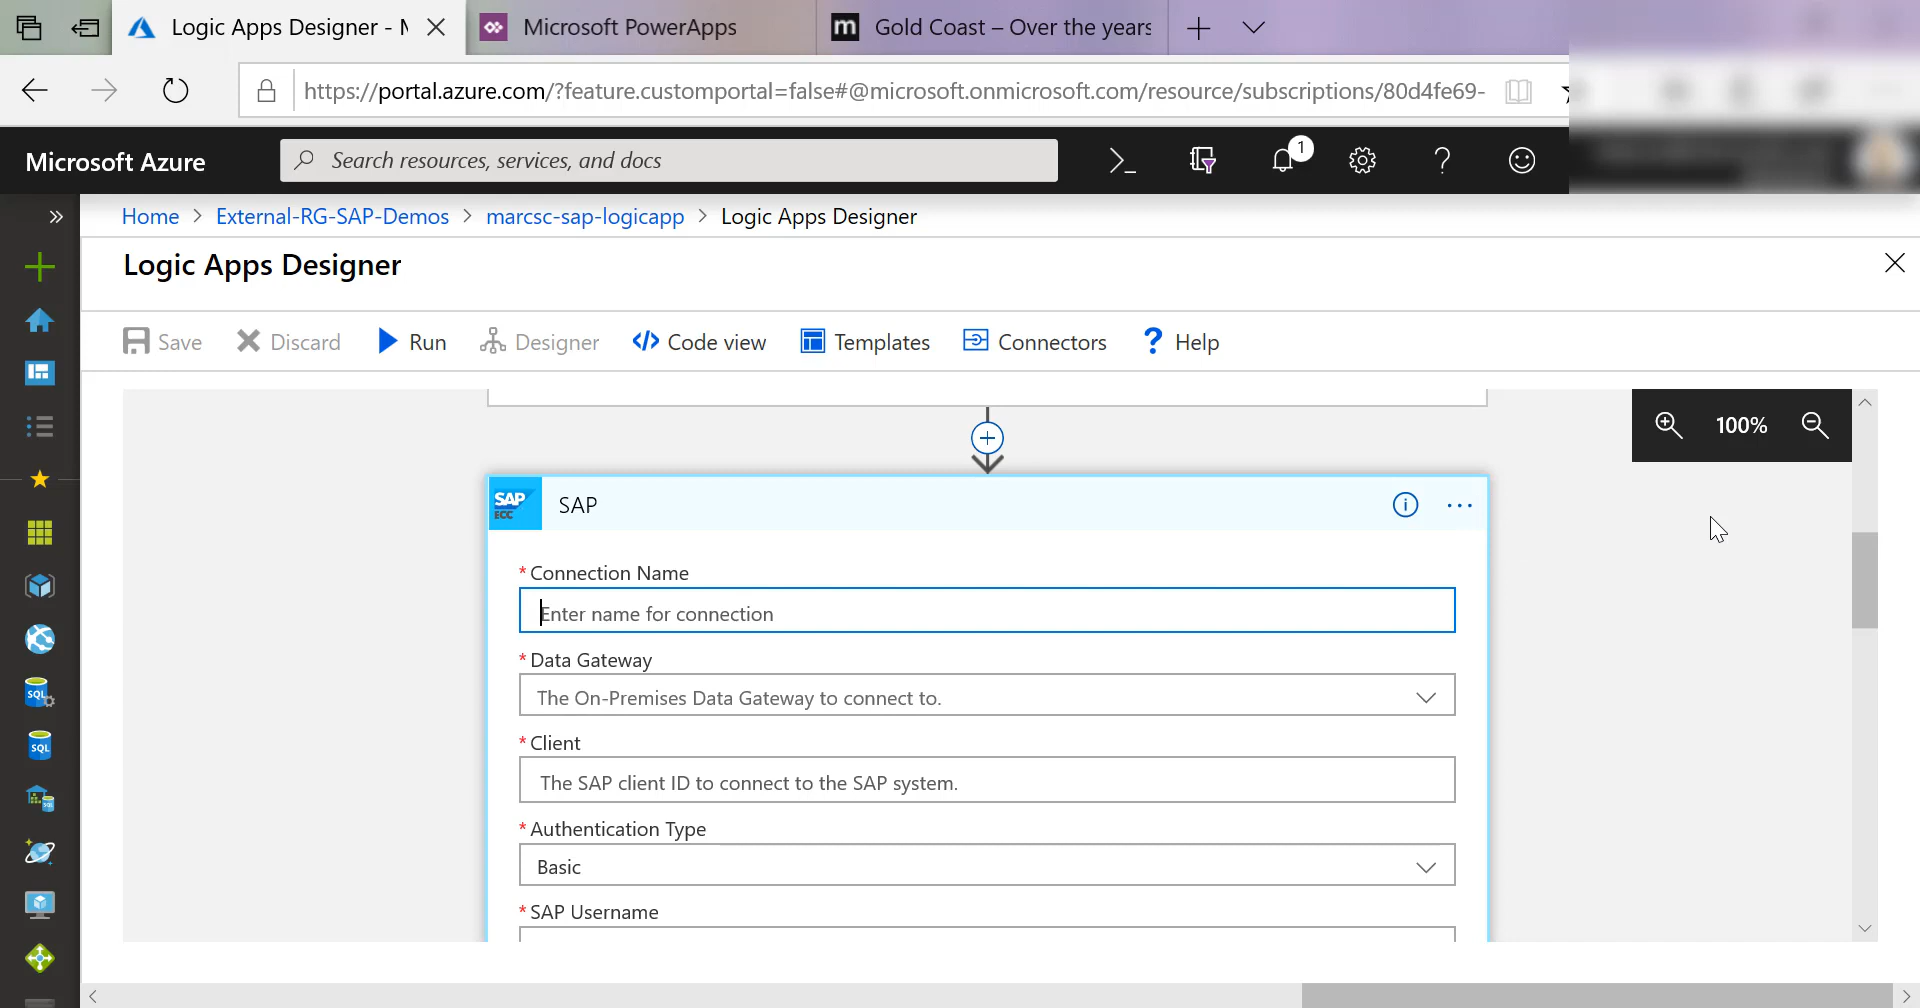 Logic Apps Designer - M
Microsoft PowerApps
m
Gold Coast – Over the years
https://portal.azure.com/?feature.customportal=false#@microsoft.onmicrosoft.com/resource/subscriptions/80d4fe69-
Microsoft Azure
Search resources, services, and docs
1
Home > External-RG-SAP-Demos > marcsc-sap-logicapp > Logic Apps Designer
Logic Apps Designer
Save
Discard
Run
Designer
Code view
Templates
Connectors
Help
100%
SAP
ECC
SAP
* Connection Name
Enter name for connection
* Data Gateway
The On-Premises Data Gateway to connect to.
* Client
The SAP client ID to connect to the SAP system.
* Authentication Type
Basic
* SAP Username
SQL
SQL